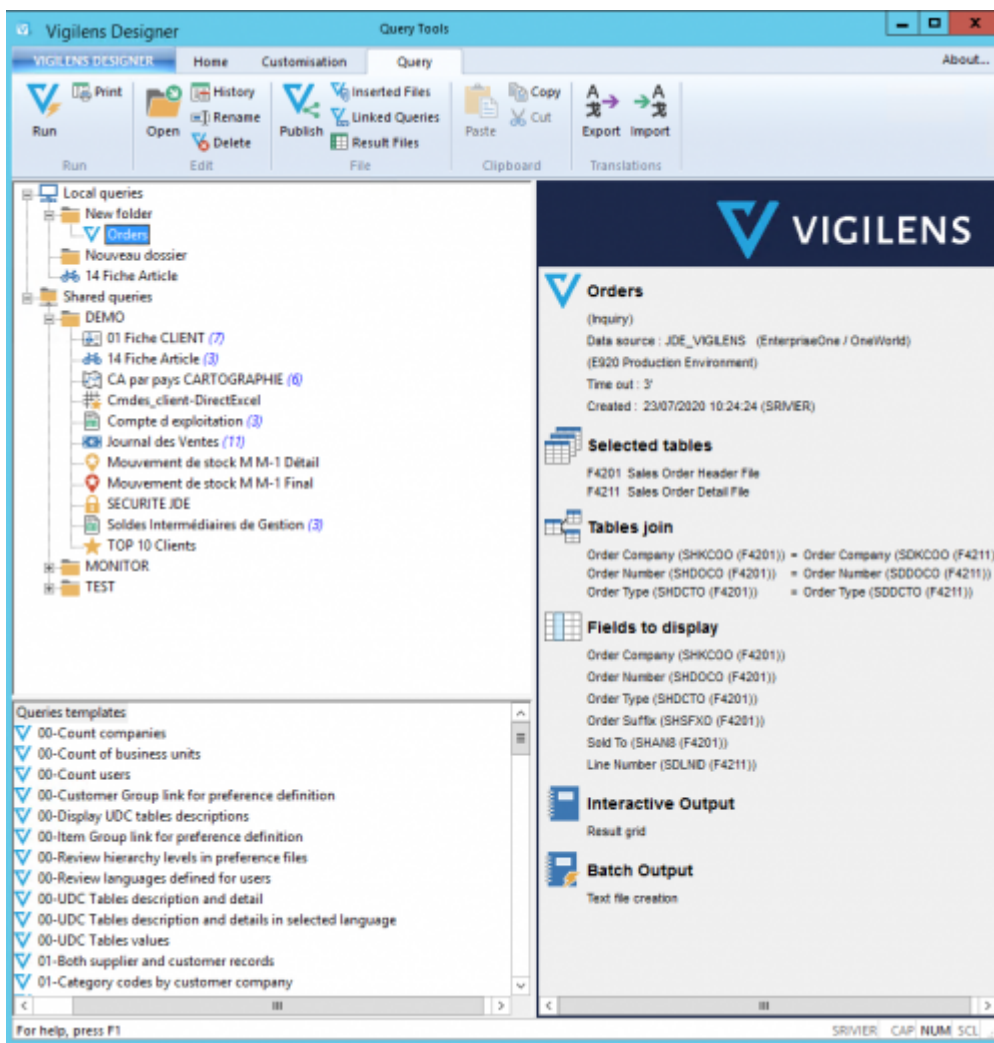 Vigilens Designer
Query Tools
VIGILENS DESIGNER
Home
Customisation
Query
About...
Run
Print
Open
History
Rename
Delete
Publish
Inserted Files
Linked Queries
Result Files
Paste
Copy
Cut
Export
Import
Run
Edit
File
Clipboard
Translations
Local queries
New folder
Orders
Nouveau dossier
14 Fiche Article
Shared queries
DEMO
01 Fiche CLIENT (7)
14 Fiche Article (3)
CA par pays CARTOGRAPHIE (6)
Cmdes_client-DirectExcel
Compte d exploitation (3)
Journal des Ventes (11)
Mouvement de stock M M-1 Détail
Mouvement de stock M M-1 Final
SECURITE JDE
Soldes Intermédiaires de Gestion (3)
TOP 10 Clients
MONITOR
TEST
Queries templates
00-Count companies
00-Count of business units
00-Count users
00-Customer Group link for preference definition
00-Display UDC tables descriptions
00-Item Group link for preference definition
00-Review hierarchy levels in preference files
00-Review languages defined for users
00-UDC Tables description and detail
00-UDC Tables description and details in selected language
00-UDC Tables values
01-Both supplier and customer records
01-Category codes by customer company
VIGILENS
Orders
(Inquiry)
Data source : JDE_VIGILENS (EnterpriseOne / OneWorld)
(E920 Production Environment)
Time out : 3'
Created : 23/07/2020 10:24:24 (SRIVIER)
Selected tables
F4201 Sales Order Header File
F4211 Sales Order Detail File
Tables join
Order Company (SHKCOO (F4201)) = Order Company (SDKCOO (F4211)
Order Number (SHDOCO (F4201)) = Order Number (SDDOCO (F4211))
Order Type (SHDCTO (F4201)) = Order Type (SDDCTO (F4211))
Fields to display
Order Company (SHKCOO (F4201))
Order Number (SHDOCO (F4201))
Order Type (SHDCTO (F4201))
Order Suffix (SHSFXO (F4201))
Sold To (SHAN8 (F4201))
Line Number (SDLNID (F4211))
Interactive Output
Result grid
Batch Output
Text file creation
For help, press F1
SRIVIER CAP NUM SCL